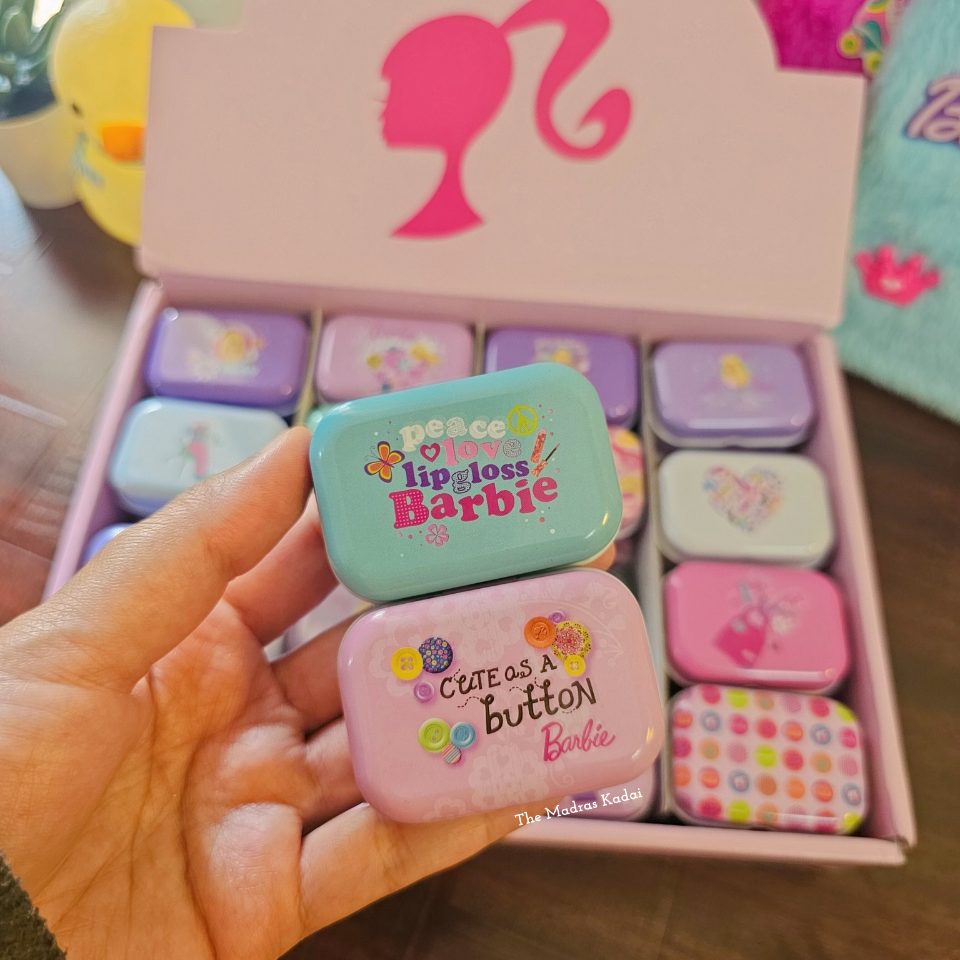 peace
love
lipgloss
Barbie
CUTE as A
button
Barbie
The Madras Kadai